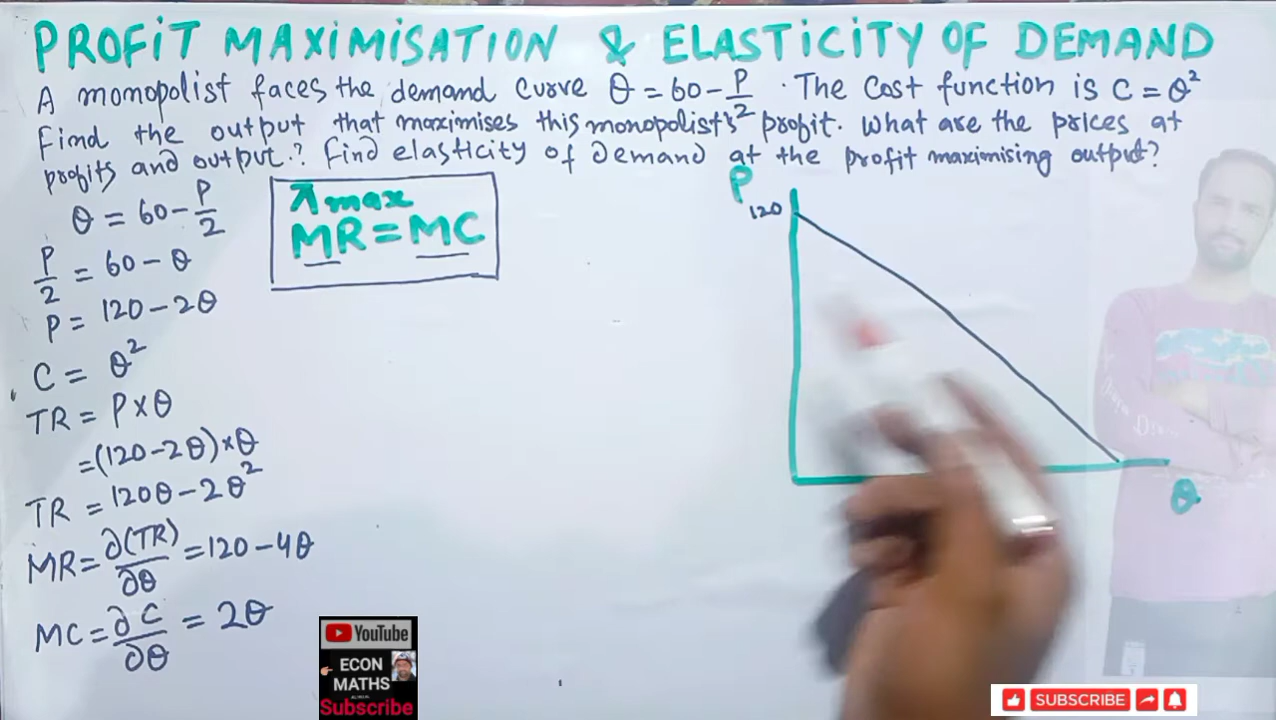 PROFIT MAXIMISATION & ELASTICITY OF DEMAND
A monopolist faces the demand curve Q = 60 - P/2 . The cost function is C = Q²
Find the output that maximises this monopolist's profit. What are the prices at
profits and output.? Find elasticity of demand at the profit maximising output?
Q = 60 - P/2
P/2 = 60 - Q
P = 120 - 2Q
C = Q²
TR = P x Q
= (120 - 2Q) x Q
TR = 120Q - 2Q²
MR = ∂(TR)/∂Q = 120 - 4Q
MC = ∂C/∂Q = 2Q
π max
MR = MC
P
120
Q
YouTube
ECON
MATHS
Subscribe
SUBSCRIBE